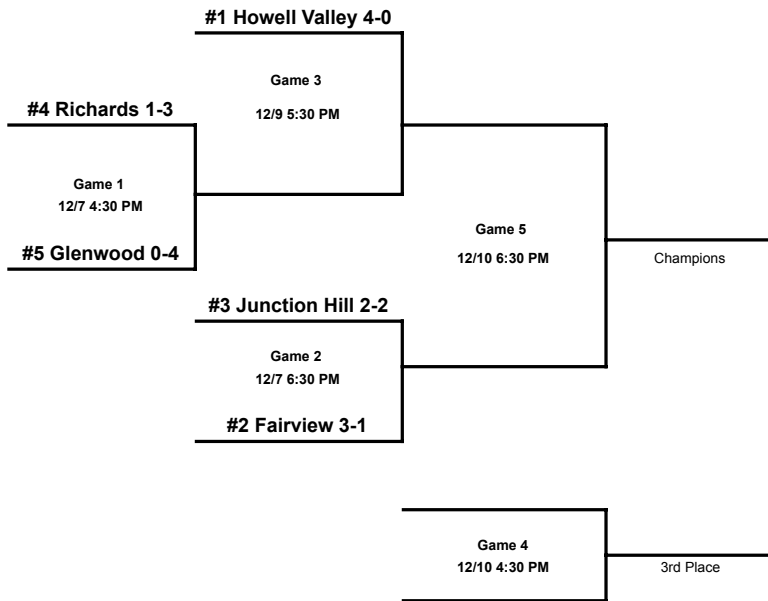 #1 Howell Valley 4-0
Game 3
12/9 5:30 PM
#4 Richards 1-3
Game 1
12/7 4:30 PM
#5 Glenwood 0-4
Game 5
12/10 6:30 PM
Champions
#3 Junction Hill 2-2
Game 2
12/7 6:30 PM
#2 Fairview 3-1
Game 4
12/10 4:30 PM
3rd Place